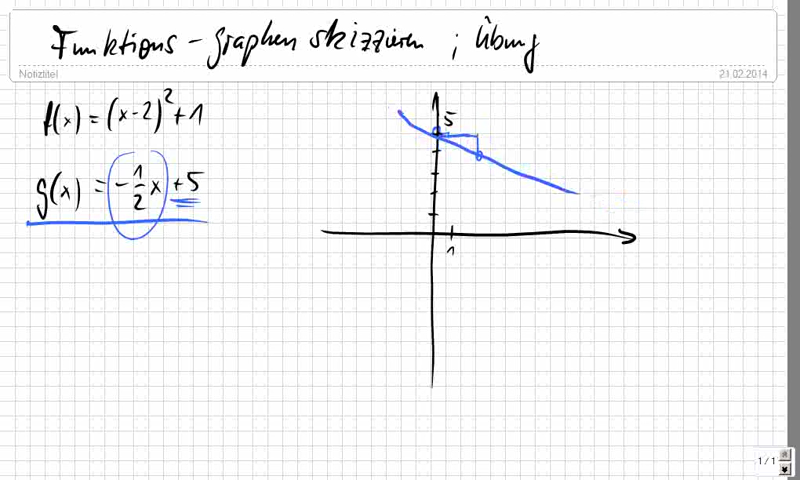 Funktions-graphen skizzieren ; Übung
Notiztitel
21.02.2014
f(x) = (x-2)² + 1
g(x) = -1/2 x + 5
5
1
1 / 1